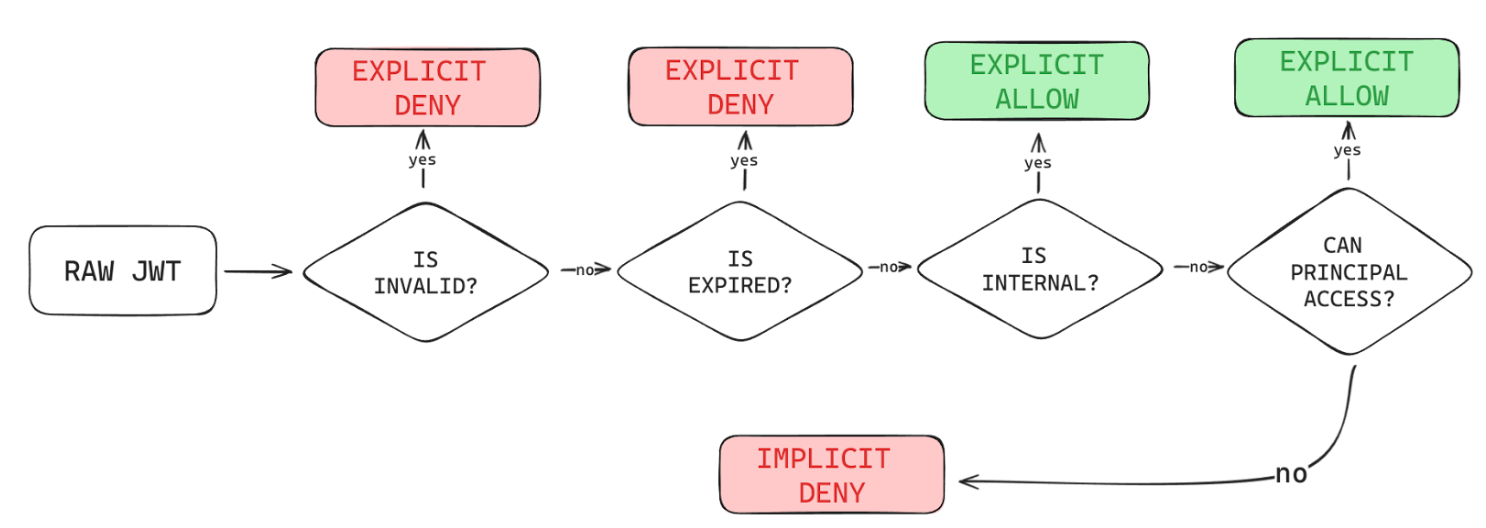 EXPLICIT
DENY
EXPLICIT
DENY
EXPLICIT
ALLOW
EXPLICIT
ALLOW
yes
yes
yes
yes
RAW JWT
IS
INVALID?
no
IS
EXPIRED?
no
IS
INTERNAL?
no
CAN
PRINCIPAL
ACCESS?
IMPLICIT
DENY
no